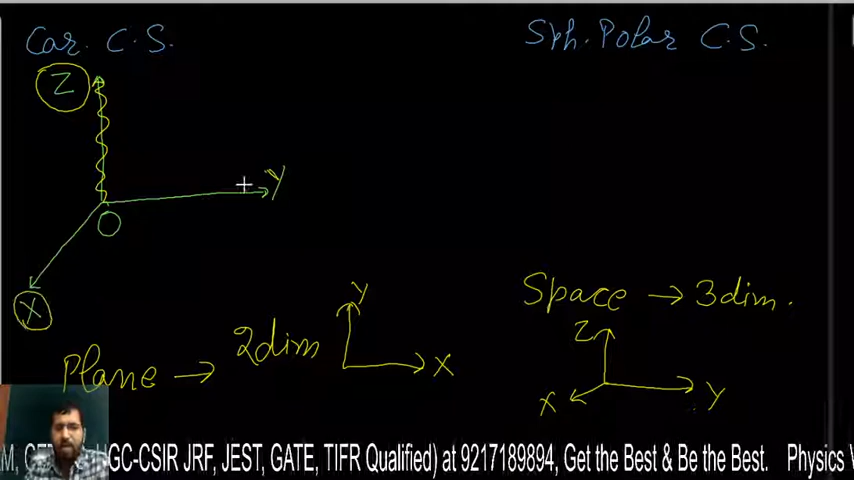 Car. C.S.
Sph. Polar C.S.
Z
Y
O
X
Plane → 2dim
Y
X
Space → 3dim.
Z
X
Y
GC-CSIR JRF, JEST, GATE, TIFR Qualified) at 9217189894, Get the Best & Be the Best. Physics